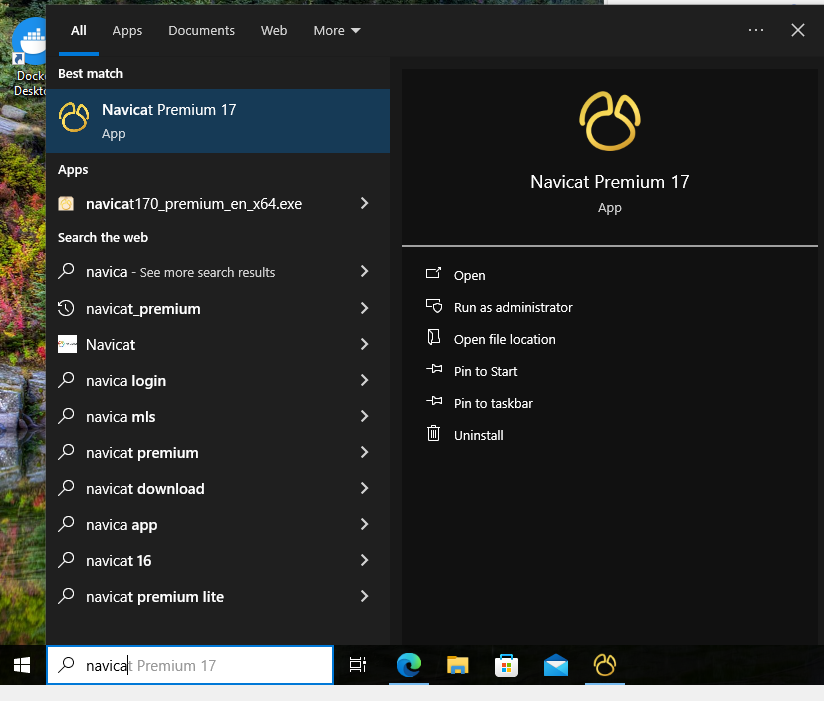 All
Apps
Documents
Web
More
Docke
Deskto
Best match
Navicat Premium 17
App
Apps
navicat170_premium_en_x64.exe
Search the web
navica - See more search results
navicat_premium
Navicat
navica login
navica mls
navicat premium
navicat download
navica app
navicat 16
navicat premium lite
Navicat Premium 17
App
Open
Run as administrator
Open file location
Pin to Start
Pin to taskbar
Uninstall
navicat Premium 17